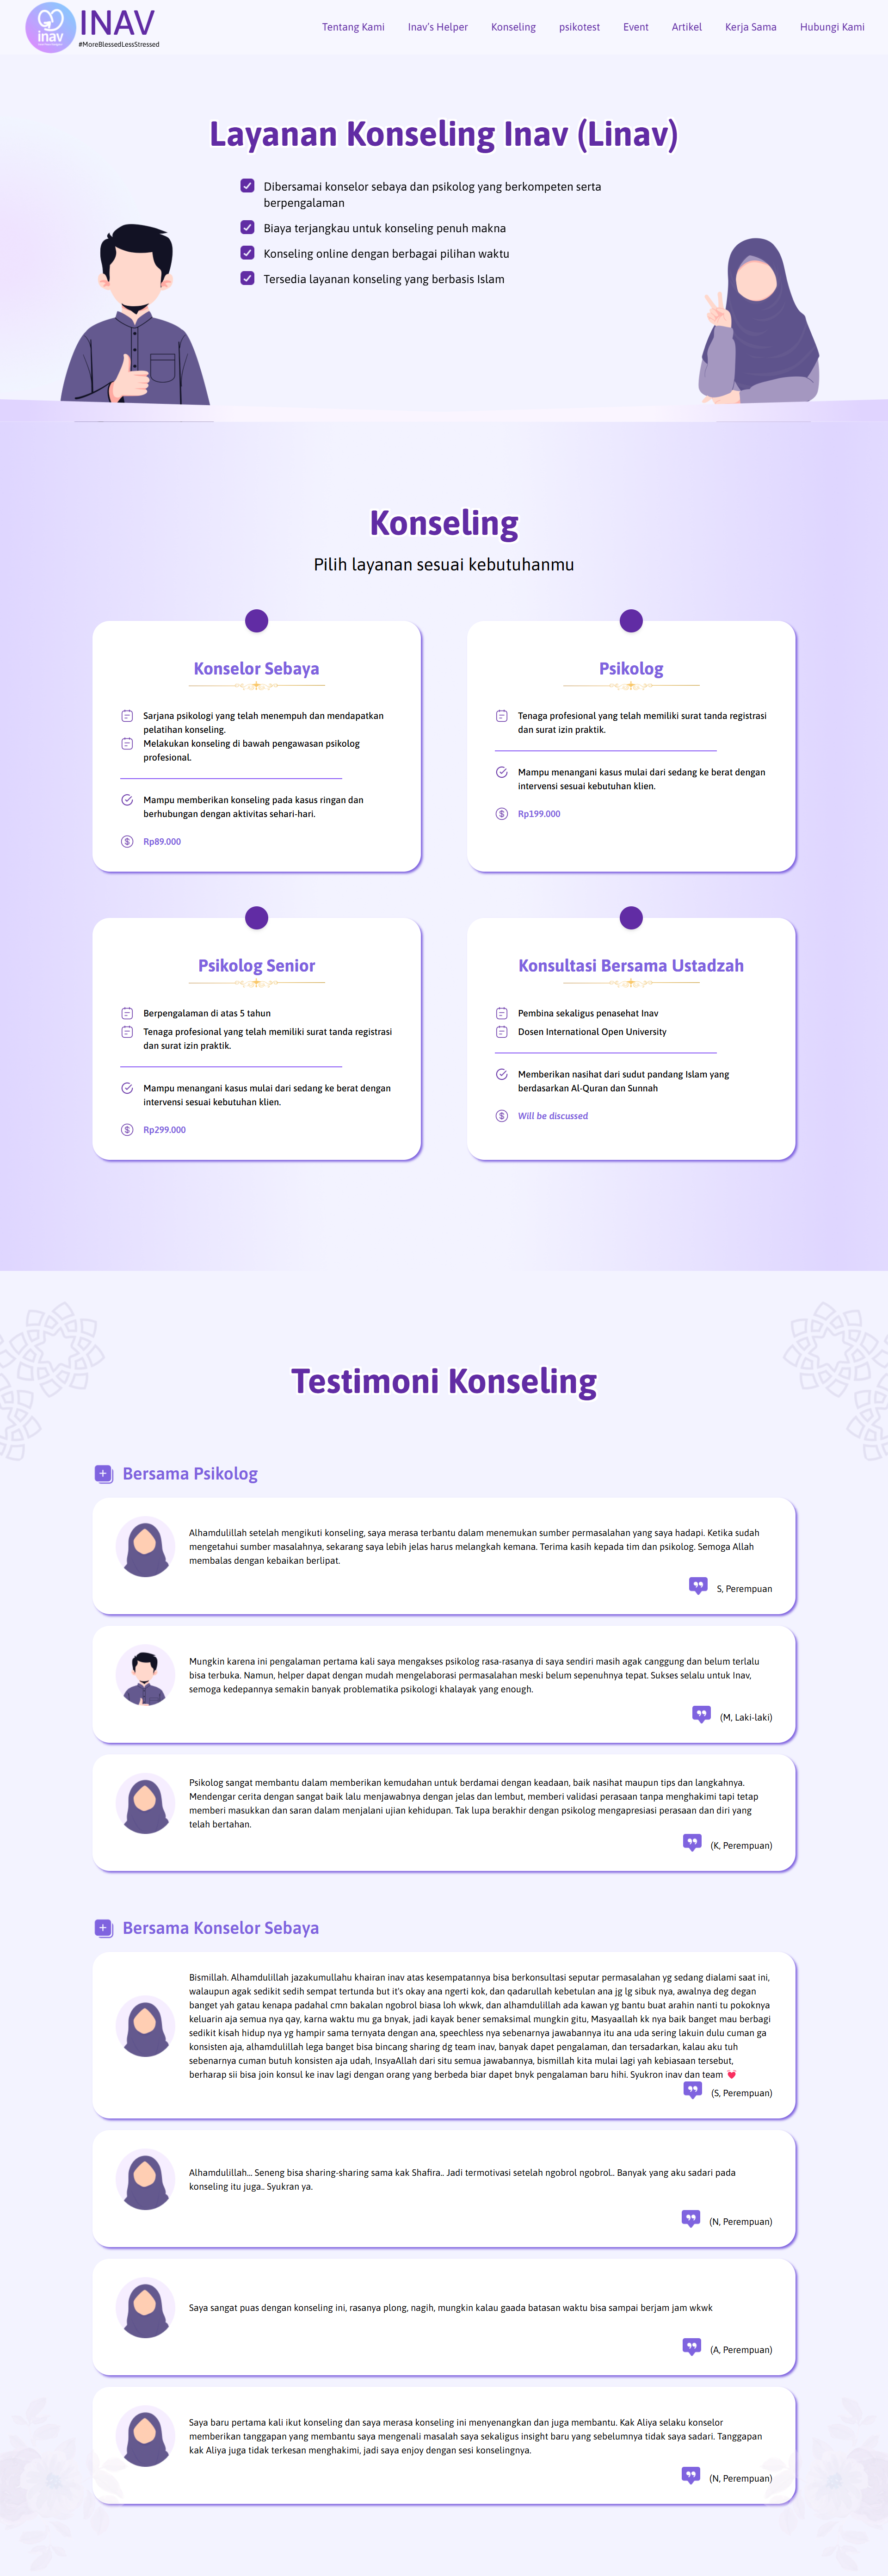 inav
INAV
#MoreBlessedLessStressed
Tentang Kami
Inav's Helper
Konseling
psikotest
Event
Artikel
Kerja Sama
Hubungi Kami
Layanan Konseling Inav (Linav)
Dibersamai konselor sebaya dan psikolog yang berkompeten serta
berpengalaman
Biaya terjangkau untuk konseling penuh makna
Konseling online dengan berbagai pilihan waktu
Tersedia layanan konseling yang berbasis Islam
Konseling
Pilih layanan sesuai kebutuhanmu
Konselor Sebaya
Sarjana psikologi yang telah menempuh dan mendapatkan
pelatihan konseling.
Melakukan konseling di bawah pengawasan psikolog
profesional.
Mampu memberikan konseling pada kasus ringan dan
berhubungan dengan aktivitas sehari-hari.
Rp89.000
Psikolog
Tenaga profesional yang telah memiliki surat tanda registrasi
dan surat izin praktik.
Mampu menangani kasus mulai dari sedang ke berat dengan
intervensi sesuai kebutuhan klien.
Rp199.000
Psikolog Senior
Berpengalaman di atas 5 tahun
Tenaga profesional yang telah memiliki surat tanda registrasi
dan surat izin praktik.
Mampu menangani kasus mulai dari sedang ke berat dengan
intervensi sesuai kebutuhan klien.
Rp299.000
Konsultasi Bersama Ustadzah
Pembina sekaligus penasehat Inav
Dosen International Open University
Memberikan nasihat dari sudut pandang Islam yang
berdasarkan Al-Quran dan Sunnah
Will be discussed
Testimoni Konseling
Bersama Psikolog
Alhamdulillah setelah mengikuti konseling, saya merasa terbantu dalam menemukan sumber permasalahan yang saya hadapi. Ketika sudah
mengetahui sumber masalahnya, sekarang saya lebih jelas harus melangkah kemana. Terima kasih kepada tim dan psikolog. Semoga Allah
membalas dengan kebaikan berlipat.
S, Perempuan
Mungkin karena ini pengalaman pertama kali saya mengakses psikolog rasa-rasanya di saya sendiri masih agak canggung dan belum terlalu
bisa terbuka. Namun, helper dapat dengan mudah mengelaborasi permasalahan meski belum sepenuhnya tepat. Sukses selalu untuk Inav,
semoga kedepannya semakin banyak problematika psikologi khalayak yang enough.
(M, Laki-laki)
Psikolog sangat membantu dalam memberikan kemudahan untuk berdamai dengan keadaan, baik nasihat maupun tips dan langkahnya.
Mendengar cerita dengan sangat baik lalu menjawabnya dengan jelas dan lembut, memberi validasi perasaan tanpa menghakimi tapi tetap
memberi masukkan dan saran dalam menjalani ujian kehidupan. Tak lupa berakhir dengan psikolog mengapresiasi perasaan dan diri yang
telah bertahan.
(K, Perempuan)
Bersama Konselor Sebaya
Bismillah. Alhamdulillah jazakumullahu khairan inav atas kesempatannya bisa berkonsultasi seputar permasalahan yg sedang dialami saat ini,
walaupun agak sedikit sedih sempat tertunda but it's okay ana ngerti kok, dan qadarullah kebetulan ana jg lg sibuk nya, awalnya deg degan
banget yah gatau kenapa padahal cmn bakalan ngobrol biasa loh wkwk, dan alhamdulillah ada kawan yg bantu buat arahin nanti tu pokoknya
keluarin aja semua nya qay, karna waktu mu ga bnyak, jadi kayak bener semaksimal mungkin gitu, Masyaallah kk nya baik banget mau berbagi
sedikit kisah hidup nya yg hampir sama ternyata dengan ana, speechless nya sebenarnya jawabannya itu ana uda sering lakuin dulu cuman ga
konsisten aja, alhamdulillah lega banget bisa bincang sharing dg team inav, banyak dapet pengalaman, dan tersadarkan, kalau aku tuh
sebenarnya cuman butuh konsisten aja udah, InsyaAllah dari situ semua jawabannya, bismillah kita mulai lagi yah kebiasaan tersebut,
berharap sii bisa join konsul ke inav lagi dengan orang yang berbeda biar dapet bnyk pengalaman baru hihi. Syukron inav dan team 💓
(S, Perempuan)
Alhamdulillah... Seneng bisa sharing-sharing sama kak Shafira.. Jadi termotivasi setelah ngobrol ngobrol.. Banyak yang aku sadari pada
konseling itu juga.. Syukran ya.
(N, Perempuan)
Saya sangat puas dengan konseling ini, rasanya plong, nagih, mungkin kalau gaada batasan waktu bisa sampai berjam jam wkwk
(A, Perempuan)
Saya baru pertama kali ikut konseling dan saya merasa konseling ini menyenangkan dan juga membantu. Kak Aliya selaku konselor
memberikan tanggapan yang membantu saya mengenali masalah saya sekaligus insight baru yang sebelumnya tidak saya sadari. Tanggapan
kak Aliya juga tidak terkesan menghakimi, jadi saya enjoy dengan sesi konselingnya.
(N, Perempuan)